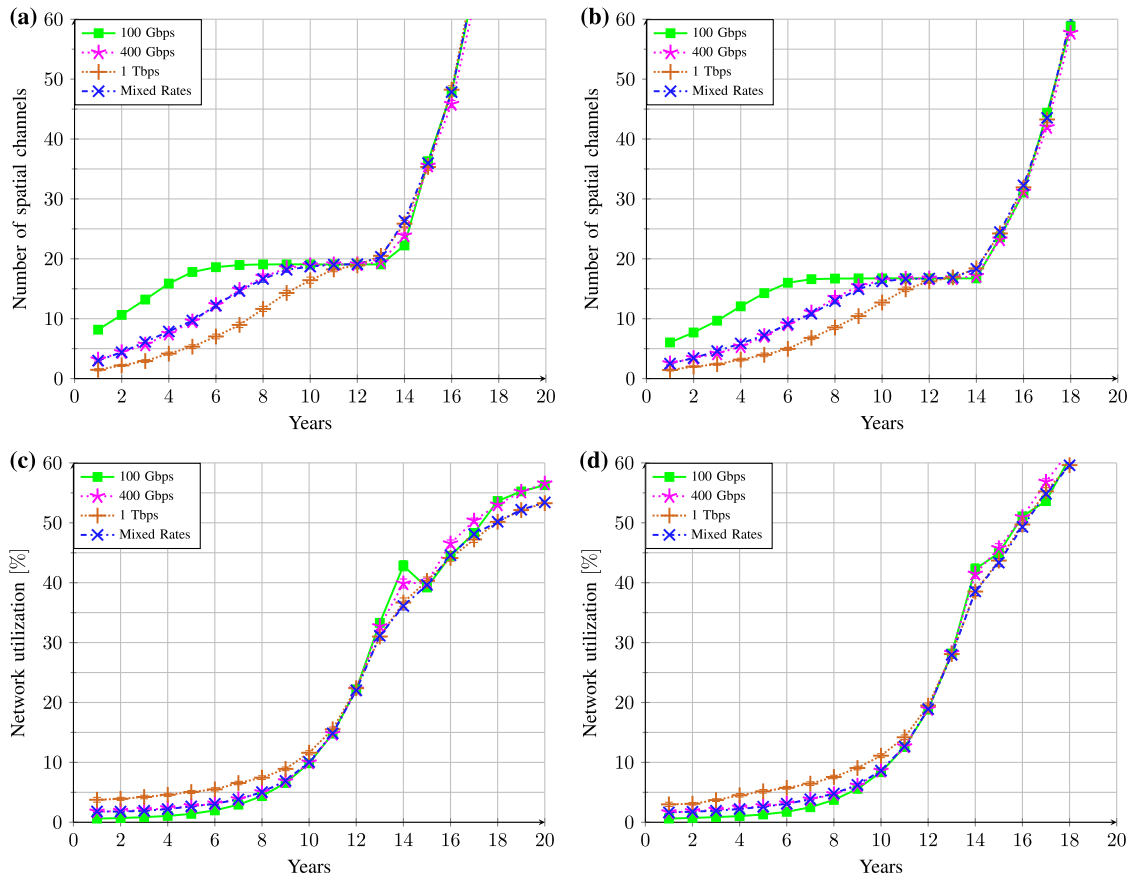 (a)
60
50
40
30
20
10
0
Number of spatial channels
100 Gbps
400 Gbps
1 Tbps
Mixed Rates
0 2 4 6 8 10 12 14 16 18 20
Years
(b)
60
50
40
30
20
10
0
Number of spatial channels
100 Gbps
400 Gbps
1 Tbps
Mixed Rates
0 2 4 6 8 10 12 14 16 18 20
Years
(c)
60
50
40
30
20
10
0
Network utilization [%]
100 Gbps
400 Gbps
1 Tbps
Mixed Rates
0 2 4 6 8 10 12 14 16 18 20
Years
(d)
60
50
40
30
20
10
0
Network utilization [%]
100 Gbps
400 Gbps
1 Tbps
Mixed Rates
0 2 4 6 8 10 12 14 16 18 20
Years